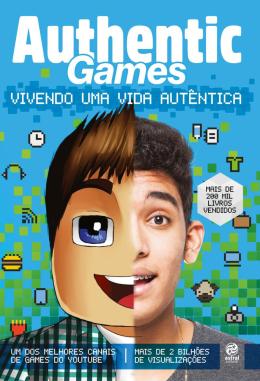 Authentic
Games
VIVENDO UMA VIDA AUTÊNTICA
MAIS DE
200 MIL
LIVROS
VENDIDOS
UM DOS MELHORES CANAIS
DE GAMES DO YOUTUBE
MAIS DE 2 BILHÕES
DE VISUALIZAÇÕES
astral